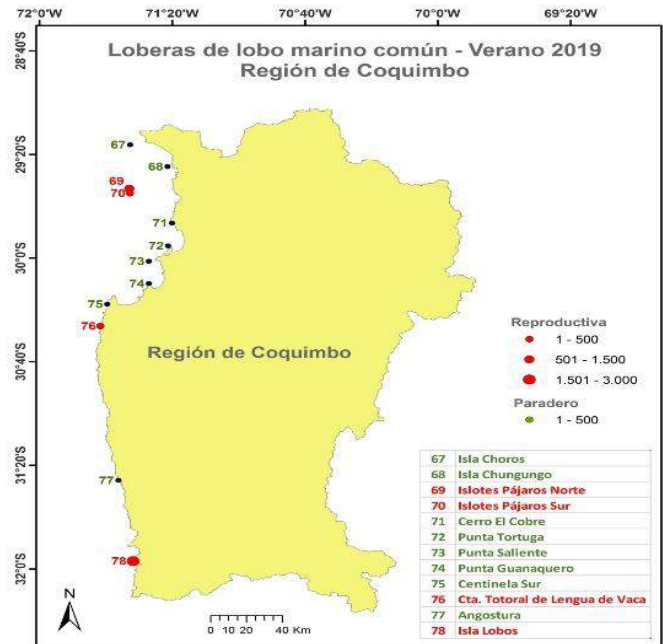 72°0'0"W 71°20' 70°40' 70°0' 69°20'
Loberas de lobo marino común - Verano 2019
Región de Coquimbo
28°40'
29°20'S
30°0'S
30°40'
31°20'S
32°0'S
67
68
69
70
71
72
73
74
75
76
77
78
Región de Coquimbo
Reproductiva
1 - 500
501 - 1.500
1.501 - 3.000
Paradero
1 - 500
67 Isla Choros
68 Isla Chungungo
69 Islotes Pájaros Norte
70 Islotes Pájaros Sur
71 Cerro El Cobre
72 Punta Tortuga
73 Punta Saliente
74 Punta Guanaquero
75 Centinela Sur
76 Cta. Totoral de Lengua de Vaca
77 Angostura
78 Isla Lobos
N
0 10 20 40 Km